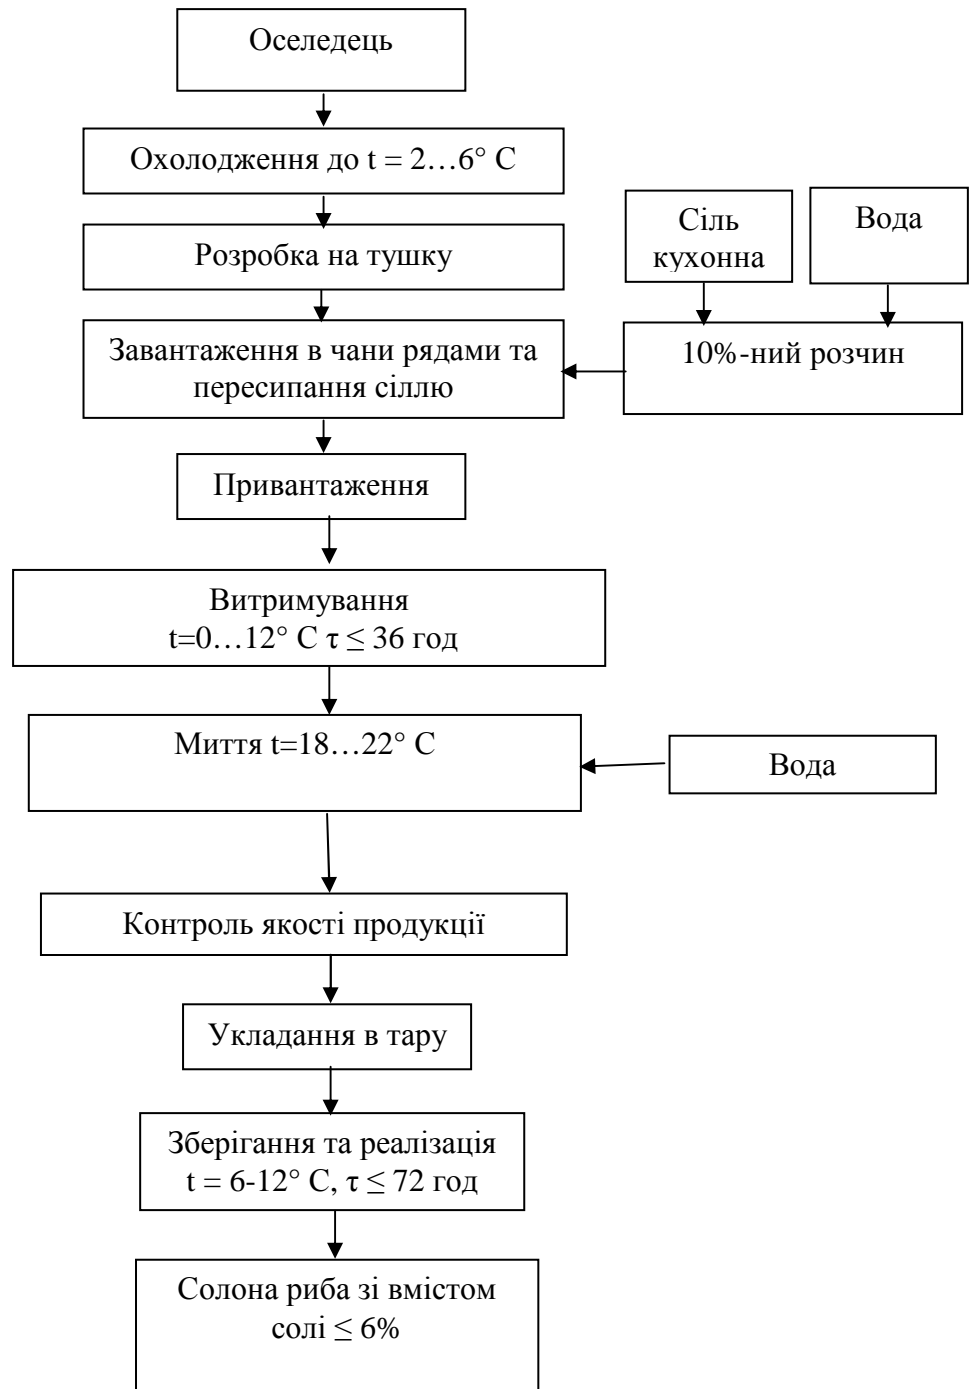 Оселедець
Охолодження до t = 2…6° С
Розробка на тушку
Сіль
кухонна
Вода
Завантаження в чани рядами та
пересипання сіллю
10%-ний розчин
Привантаження
Витримування
t=0…12° С τ ≤ 36 год
Миття t=18…22° С
Вода
Контроль якості продукції
Укладання в тару
Зберігання та реалізація
t = 6-12° С, τ ≤ 72 год
Солона риба зі вмістом
солі ≤ 6%